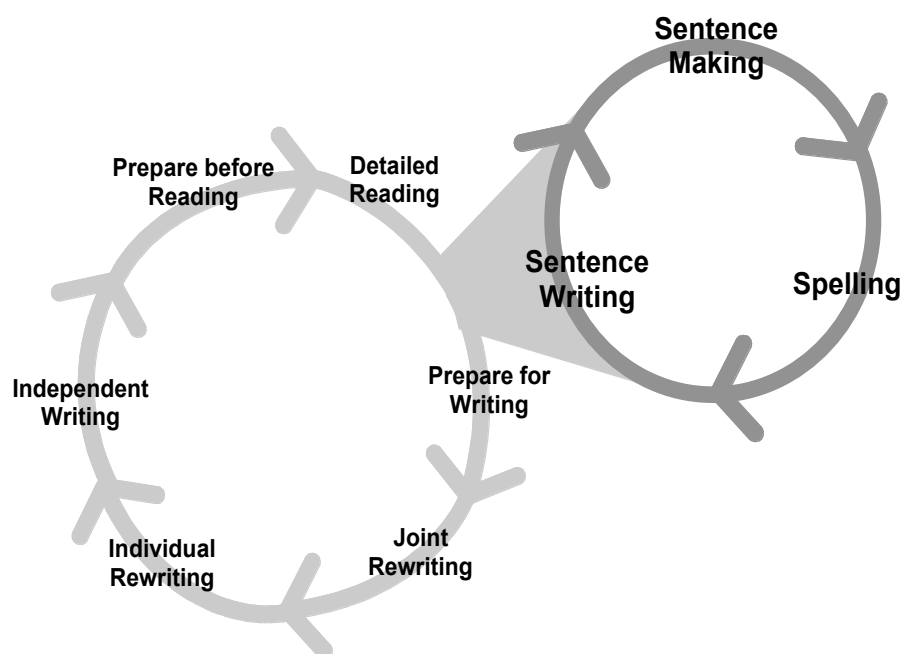 Sentence
Making
Prepare before
Reading
Detailed
Reading
Sentence
Writing
Spelling
Independent
Writing
Prepare for
Writing
Individual
Rewriting
Joint
Rewriting